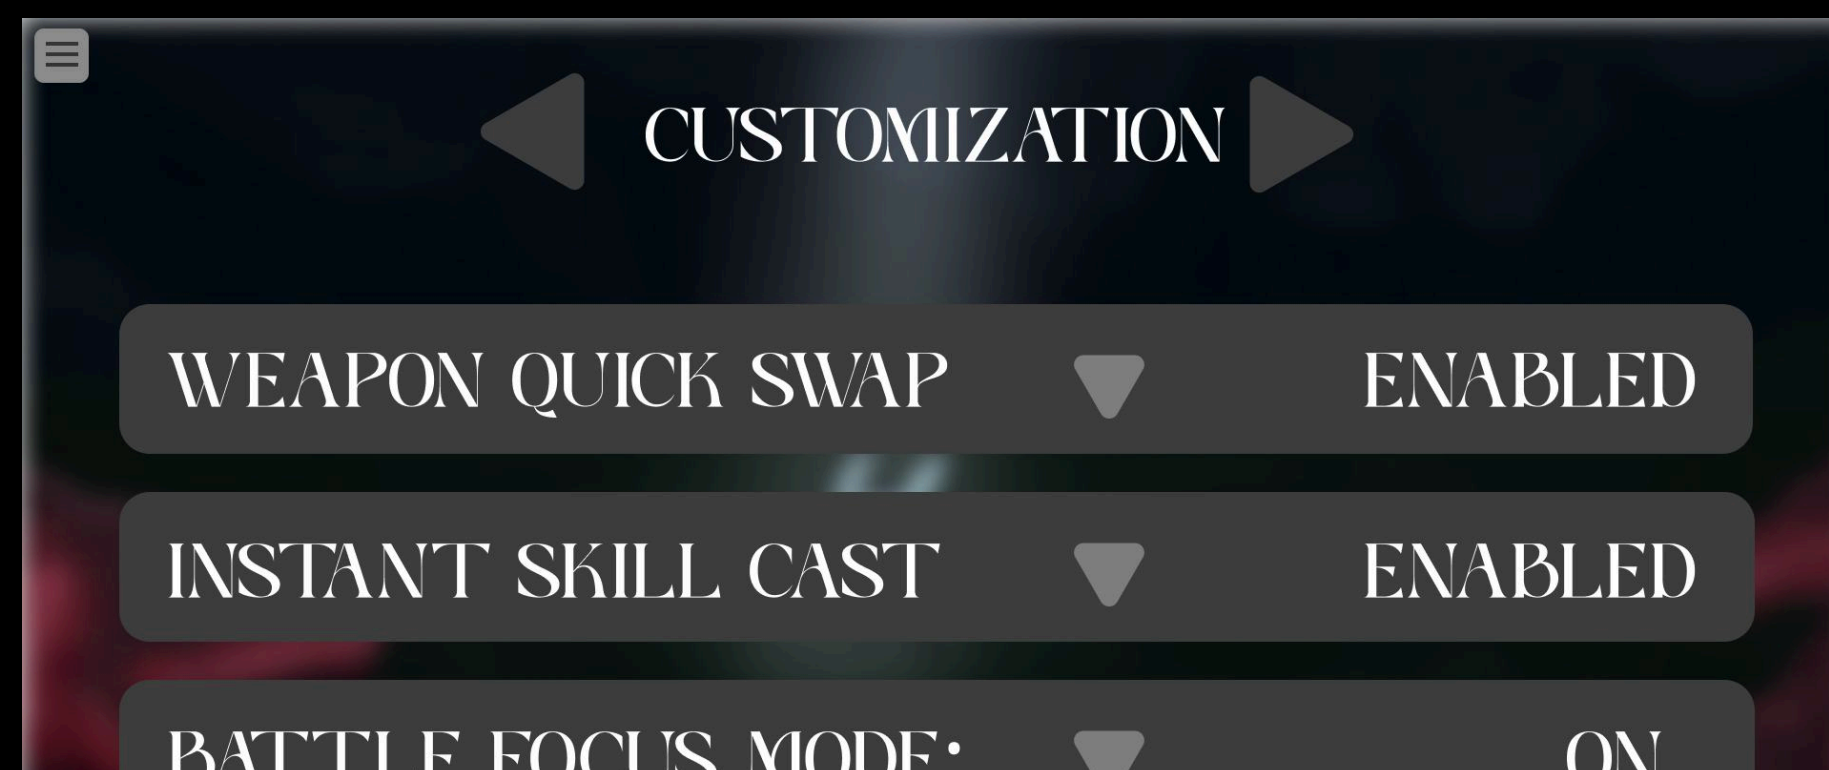 CUSTOMIZATION
WEAPON QUICK SWAP ENABLED
INSTANT SKILL CAST ENABLED
BATTLE FOCUS MODE: ON